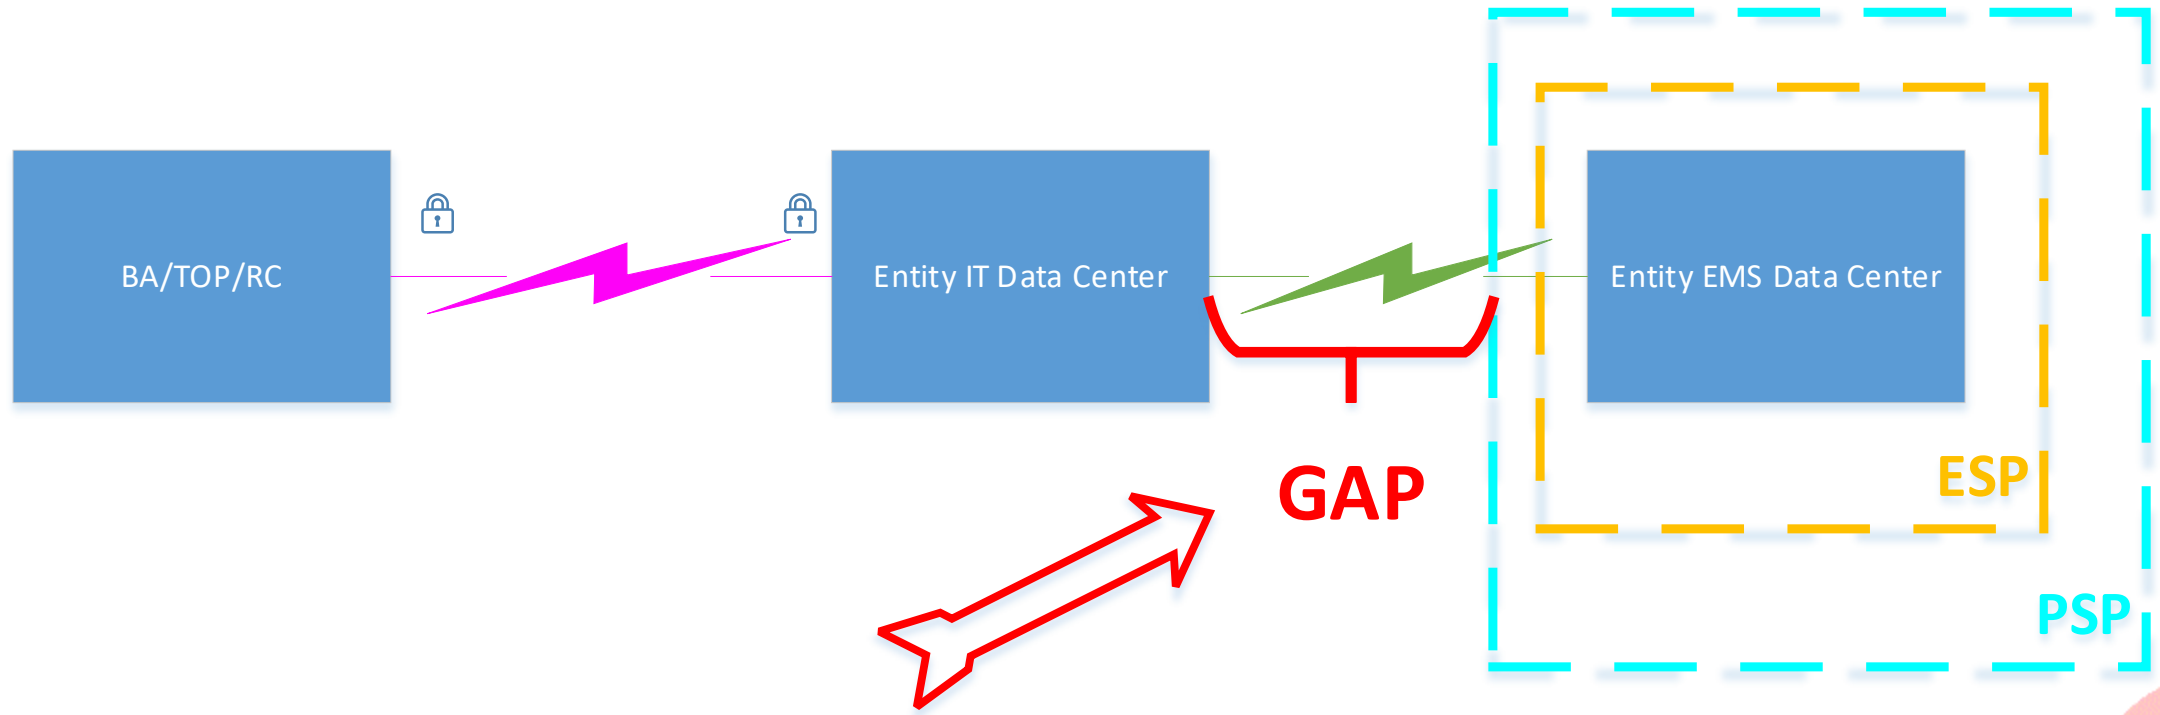 BA/TOP/RC
Entity IT Data Center
Entity EMS Data Center
GAP
ESP
PSP